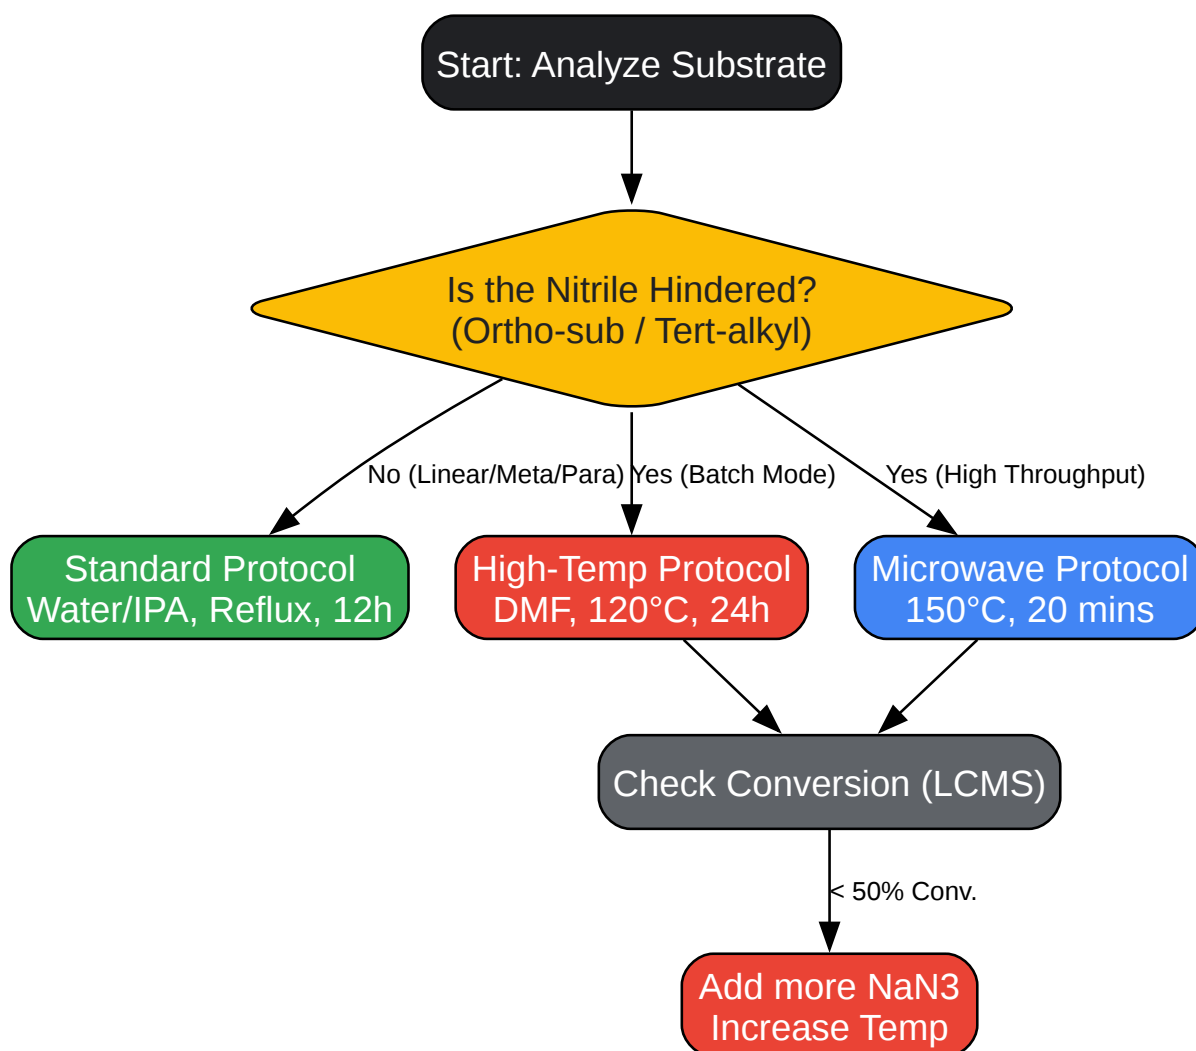 Start: Analyze Substrate
Is the Nitrile Hindered?
(Ortho-sub / Tert-alkyl)
No (Linear/Meta/Para)
Yes (Batch Mode)
Yes (High Throughput)
Standard Protocol
Water/IPA, Reflux, 12h
High-Temp Protocol
DMF, 120°C, 24h
Microwave Protocol
150°C, 20 mins
Check Conversion (LCMS)
< 50% Conv.
Add more NaN3
Increase Temp